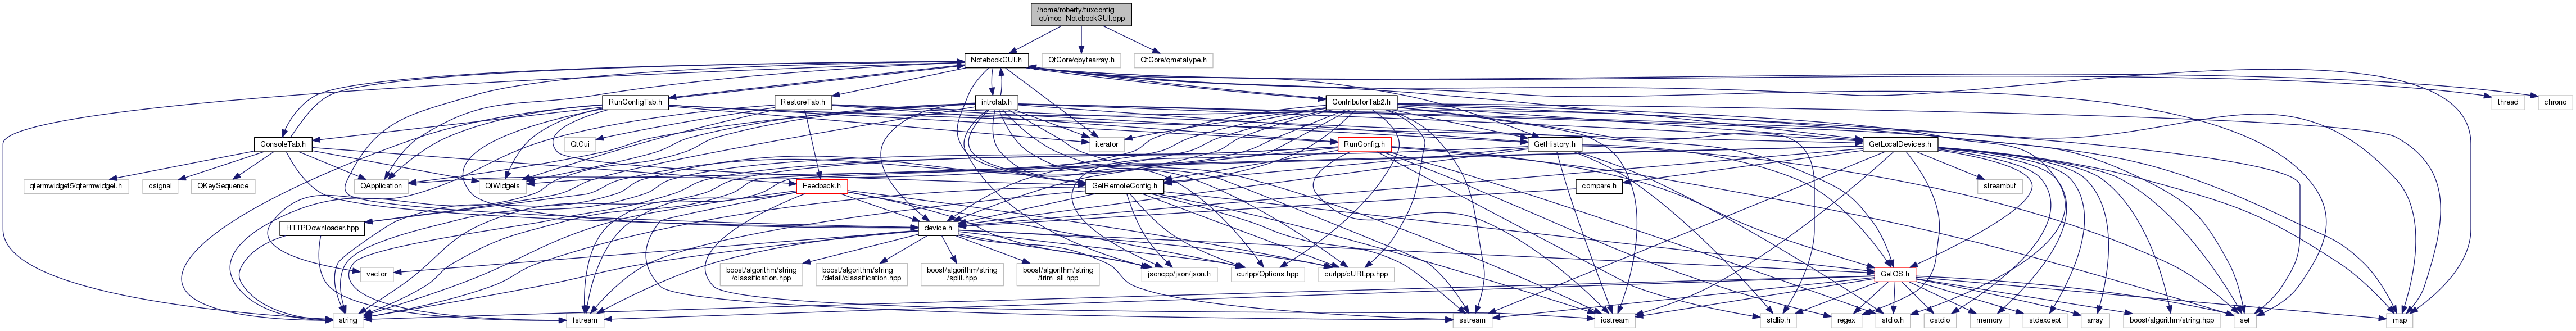 /home/roberty/tuxconfig
-qt/moc_NotebookGUI.cpp
NotebookGUI.h
QtCore/qbytearray.h
QtCore/qmetatype.h
RunConfigTab.h
RestoreTab.h
introtab.h
ContributorTab2.h
thread
chrono
ConsoleTab.h
QtGui
iterator
RunConfig.h
GetHistory.h
GetLocalDevices.h
qtermwidget5/qtermwidget.h
csignal
QKeySequence
QApplication
QtWidgets
Feedback.h
GetRemoteConfig.h
compare.h
streambuf
HTTPDownloader.hpp
device.h
vector
boost/algorithm/string
/classification.hpp
boost/algorithm/string
/detail/classification.hpp
boost/algorithm/string
/split.hpp
boost/algorithm/string
/trim_all.hpp
jsoncpp/json/json.h
curlpp/Options.hpp
curlpp/cURLpp.hpp
GetOS.h
string
fstream
sstream
iostream
stdlib.h
regex
stdio.h
cstdio
memory
stdexcept
array
boost/algorithm/string.hpp
set
map